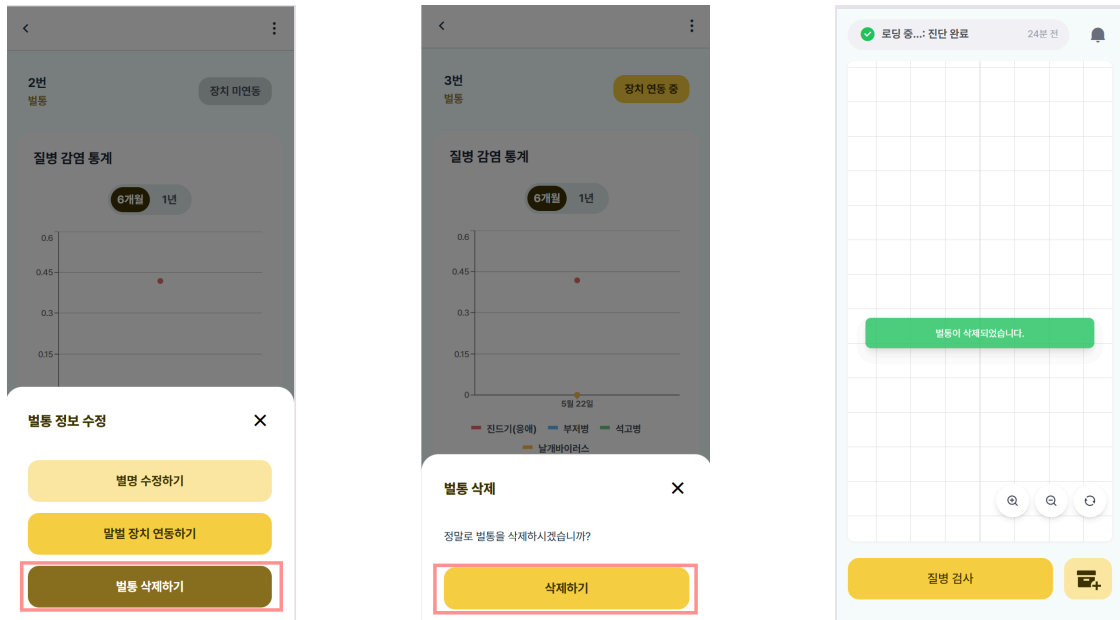 2번
벌통
장치 미연동
질병 감염 통계
6개월 1년
0.6
0.45
0.3
0.15
벌통 정보 수정
별명 수정하기
말벌 장치 연동하기
벌통 삭제하기
3번
벌통
장치 연동 중
질병 감염 통계
6개월 1년
0.6
0.45
0.3
0.15
0
5월 22일
진드기(응애) 부저병 석고병
날개바이러스
벌통 삭제
정말로 벌통을 삭제하시겠습니까?
삭제하기
로딩 중...: 진단 완료 24분 전
벌통이 삭제되었습니다.
질병 검사